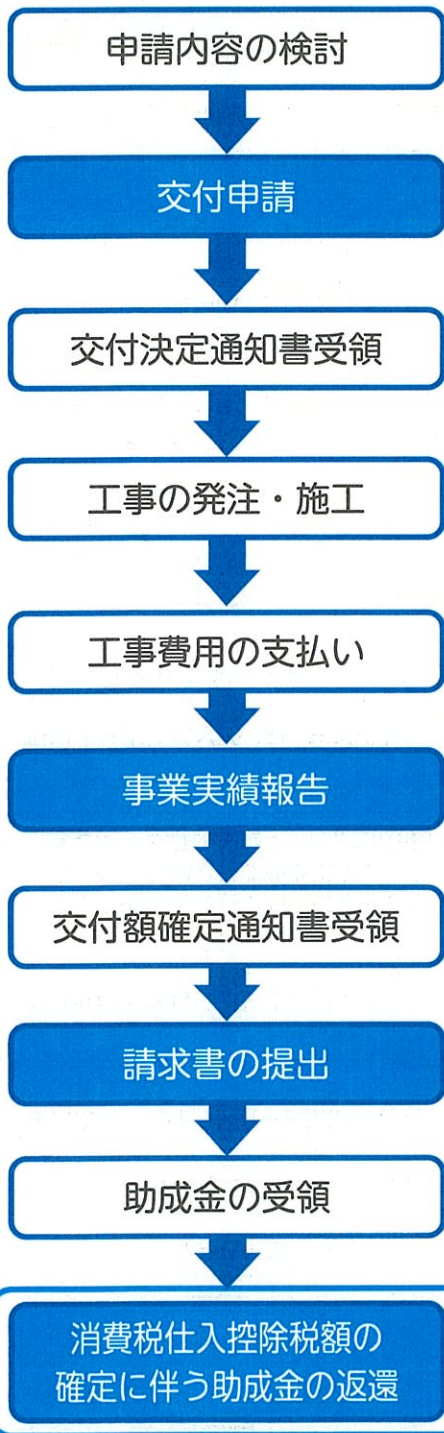 申請内容の検討
交付申請
交付決定通知書受領
工事の発注・施工
工事費用の支払い
事業実績報告
交付額確定通知書受領
請求書の提出
助成金の受領
消費税仕入控除税額の
確定に伴う助成金の返還